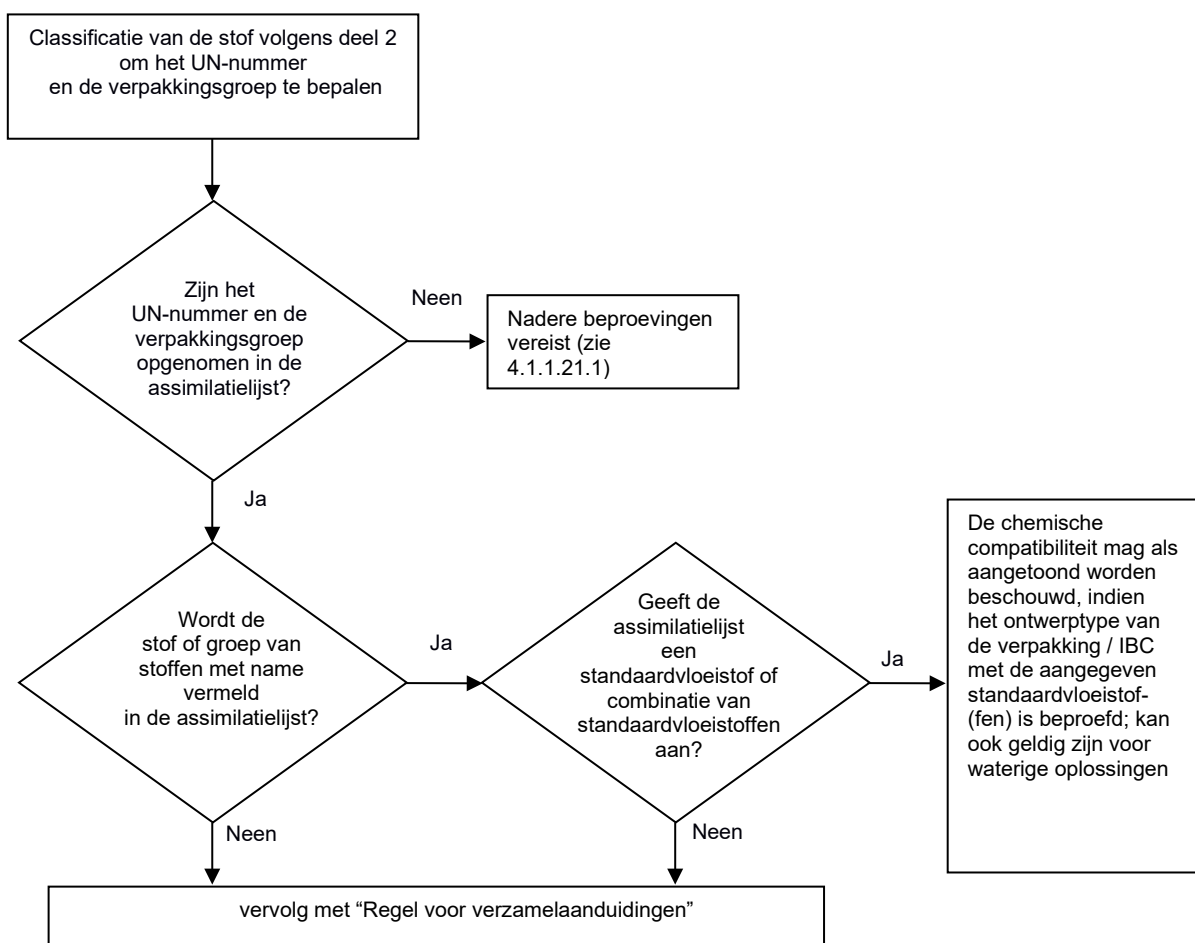 Classificatie van de stof volgens deel 2
om het UN-nummer
en de verpakkingsgroep te bepalen
Zijn het
UN-nummer en de
verpakkingsgroep
opgenomen in de
assimilatielijst?
Neen
Nadere beproevingen
vereist (zie
4.1.1.21.1)
Ja
Wordt de
stof of groep van
stoffen met name
vermeld
in de assimilatielijst?
Ja
Geeft de
assimilatielijst
een
standaardvloeistof of
combinatie van
standaardvloeistoffen
aan?
Ja
De chemische
compatibiliteit mag als
aangetoond worden
beschouwd, indien
het ontwerptype van
de verpakking / IBC
met de aangegeven
standaardvloeistof-
(fen) is beproefd; kan
ook geldig zijn voor
waterige oplossingen
Neen
Neen
vervolg met “Regel voor verzamelaanduidingen”